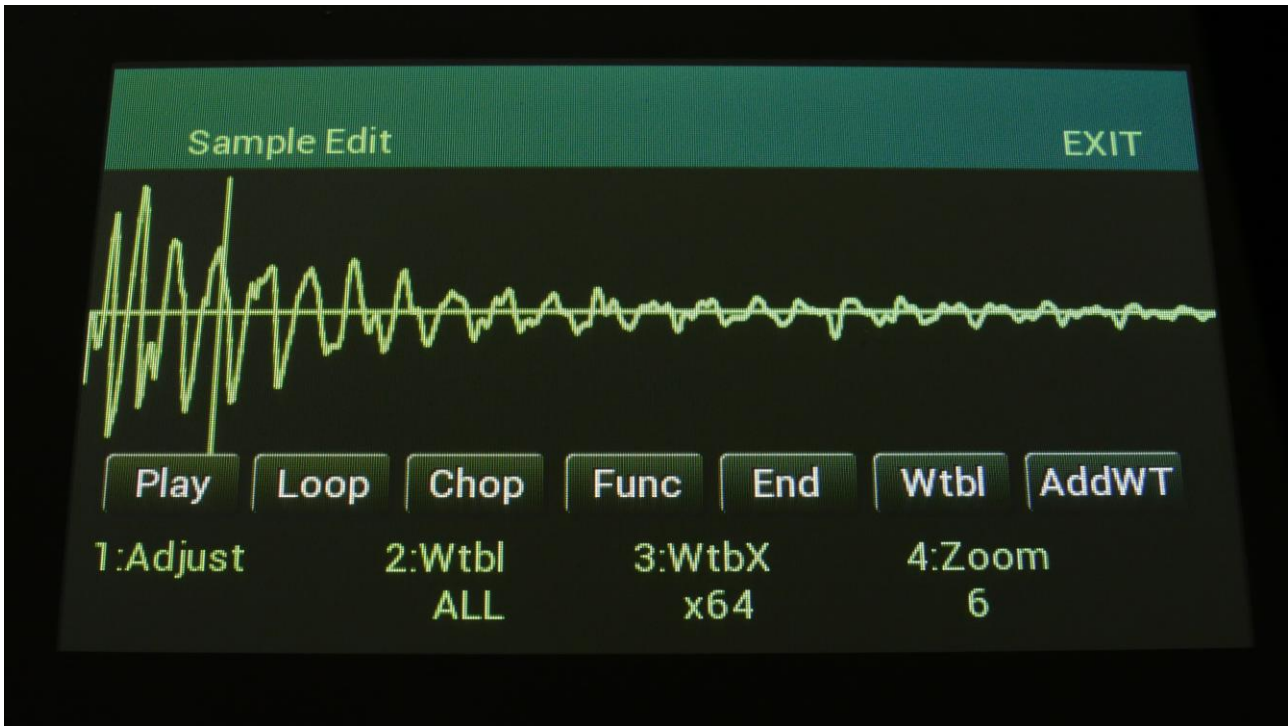 Sample Edit EXIT
Play Loop Chop Func End Wtbl AddWT
1:Adjust 2:Wtbl 3:WtbX 4:Zoom
ALL x64 6